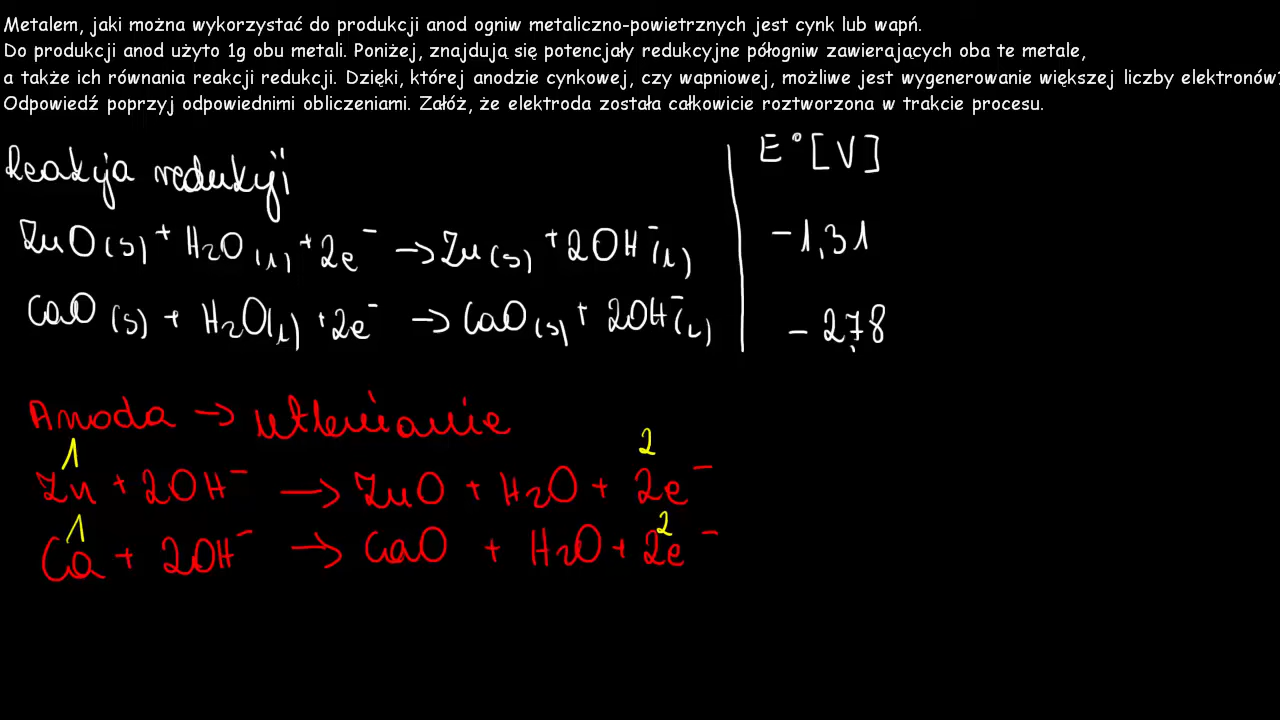 Metalem, jaki można wykorzystać do produkcji anod ogniw metaliczno-powietrznych jest cynk lub wapń.
Do produkcji anod użyto 1g obu metali. Poniżej, znajdują się potencjały redukcyjne półogniw zawierających oba te metale,
a także ich równania reakcji redukcji. Dzięki, której anodzie cynkowej, czy wapniowej, możliwe jest wygenerowanie większej liczby elektronów?
Odpowiedź poprzyj odpowiednimi obliczeniami. Załóż, że elektroda została całkowicie roztworzona w trakcie procesu.
Reakcja redukcji E°[V]
ZnO(s) + H2O(l) + 2e⁻ → Zn(s) + 2OH⁻(l) -1,31
CaO(s) + H2O(l) + 2e⁻ → CaO(s) + 2OH⁻(l) -2,78
Anoda → utlenianie
1 2
Zn + 2OH⁻ → ZnO + H2O + 2e⁻
1 2
Ca + 2OH⁻ → CaO + H2O + 2e⁻